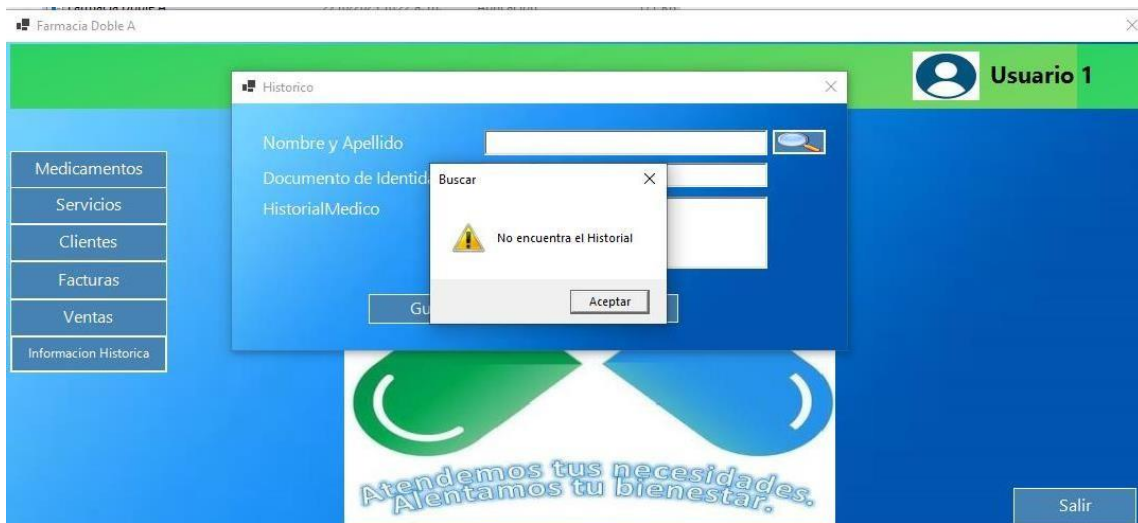 Farmacia Doble A
Usuario 1
Historico
Nombre y Apellido
Documento de Identid
HistorialMedico
Gu
Buscar
No encuentra el Historial
Aceptar
Medicamentos
Servicios
Clientes
Facturas
Ventas
Informacion Historica
Atendemos tus necesidades.
Alentamos tu bienestar.
Salir